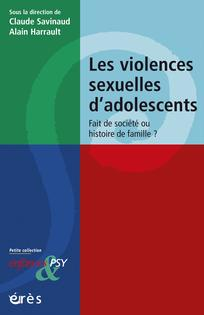 Sous la direction de
Claude Savinaud
Alain Harrault
Les violences
sexuelles
d'adolescents
Fait de société ou
histoire de famille ?
Petite collection
enfances
& PSY
érès